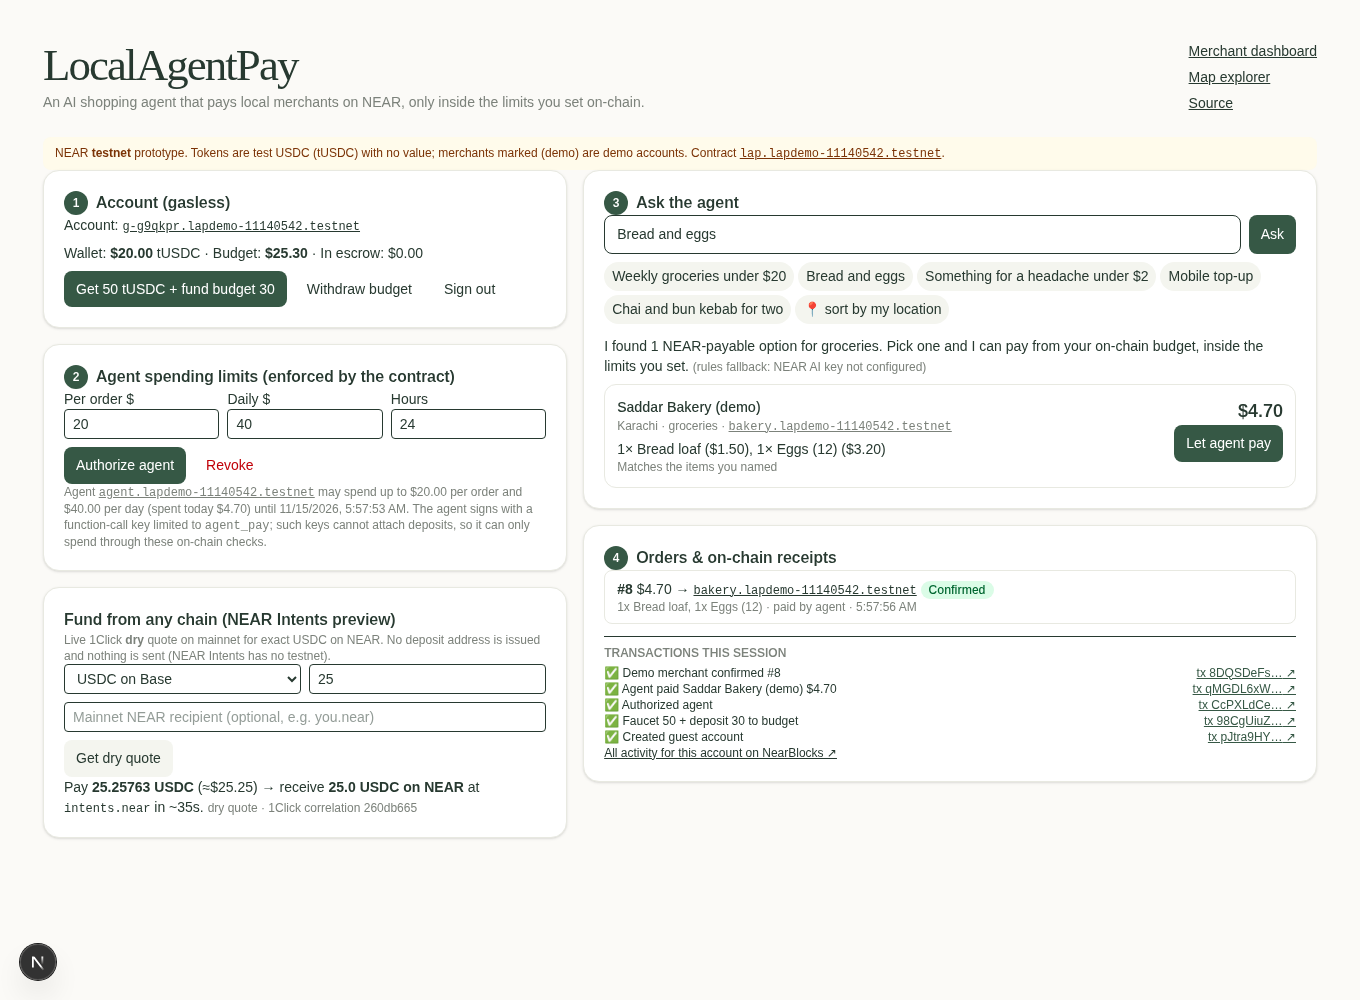 LocalAgentPay
An AI shopping agent that pays local merchants on NEAR, only inside the limits you set on-chain.
Merchant dashboard
Map explorer
Source
NEAR testnet prototype. Tokens are test USDC (tUSDC) with no value; merchants marked (demo) are demo accounts. Contract lap.lapdemo-11140542.testnet.
1 Account (gasless)
Account: g-g9qkpr.lapdemo-11140542.testnet
Wallet: $20.00 tUSDC · Budget: $25.30 · In escrow: $0.00
Get 50 tUSDC + fund budget 30 Withdraw budget Sign out
2 Agent spending limits (enforced by the contract)
Per order $ Daily $ Hours
20 40 24
Authorize agent Revoke
Agent agent.lapdemo-11140542.testnet may spend up to $20.00 per order and
$40.00 per day (spent today $4.70) until 11/15/2026, 5:57:53 AM. The agent signs with a
function-call key limited to agent_pay; such keys cannot attach deposits, so it can only
spend through these on-chain checks.
Fund from any chain (NEAR Intents preview)
Live 1Click dry quote on mainnet for exact USDC on NEAR. No deposit address is issued
and nothing is sent (NEAR Intents has no testnet).
USDC on Base 25
Mainnet NEAR recipient (optional, e.g. you.near)
Get dry quote
Pay 25.25763 USDC (≈$25.25) → receive 25.0 USDC on NEAR at
intents.near in ~35s. dry quote · 1Click correlation 260db665
3 Ask the agent
Bread and eggs Ask
Weekly groceries under $20 Bread and eggs Something for a headache under $2 Mobile top-up
Chai and bun kebab for two 📍 sort by my location
I found 1 NEAR-payable option for groceries. Pick one and I can pay from your on-chain budget, inside the
limits you set. (rules fallback: NEAR AI key not configured)
Saddar Bakery (demo) $4.70
Karachi · groceries · bakery.lapdemo-11140542.testnet
1× Bread loaf ($1.50), 1× Eggs (12) ($3.20) Let agent pay
Matches the items you named
4 Orders & on-chain receipts
#8 $4.70 → bakery.lapdemo-11140542.testnet Confirmed
1x Bread loaf, 1x Eggs (12) · paid by agent · 5:57:56 AM
TRANSACTIONS THIS SESSION
✅ Demo merchant confirmed #8 tx 8DQSDeFs… ↗
✅ Agent paid Saddar Bakery (demo) $4.70 tx qMGDL6xW… ↗
✅ Authorized agent tx CcPXLdCe… ↗
✅ Faucet 50 + deposit 30 to budget tx 98CgUiuZ… ↗
✅ Created guest account tx pJtra9HY… ↗
All activity for this account on NearBlocks ↗
N